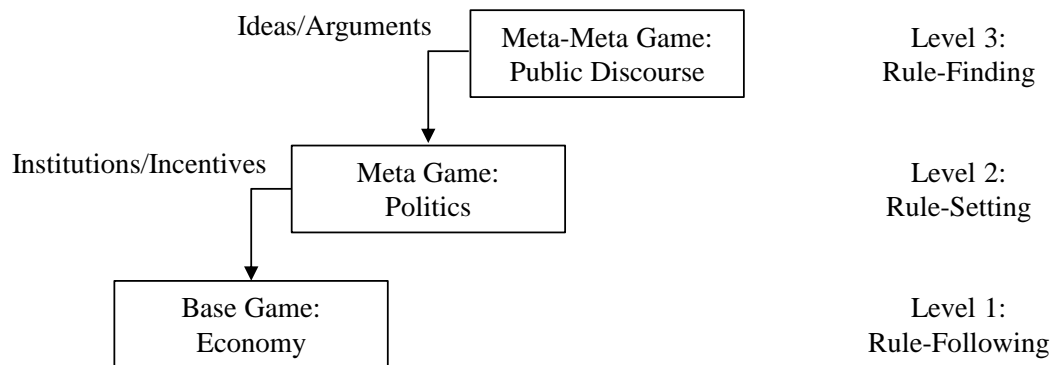 Ideas/Arguments
Meta-Meta Game:
Public Discourse
Level 3:
Rule-Finding
Institutions/Incentives
Meta Game:
Politics
Level 2:
Rule-Setting
Base Game:
Economy
Level 1:
Rule-Following